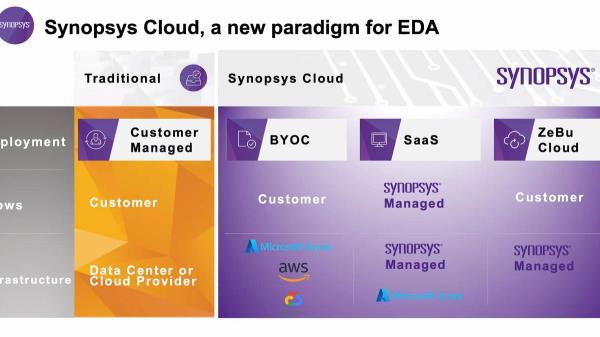 SYNOPSYS
Synopsys Cloud, a new paradigm for EDA
Traditional
Synopsys Cloud
SYNOPSYS®
ployment
Customer
Managed
BYOC
SaaS
ZeBu
Cloud
ows
Customer
Customer
SYNOPSYS®
Managed
Customer
rastructure
Data Center or
Cloud Provider
Microsoft Azure
aws
SYNOPSYS®
Managed
Microsoft Azure
SYNOPSYS®
Managed